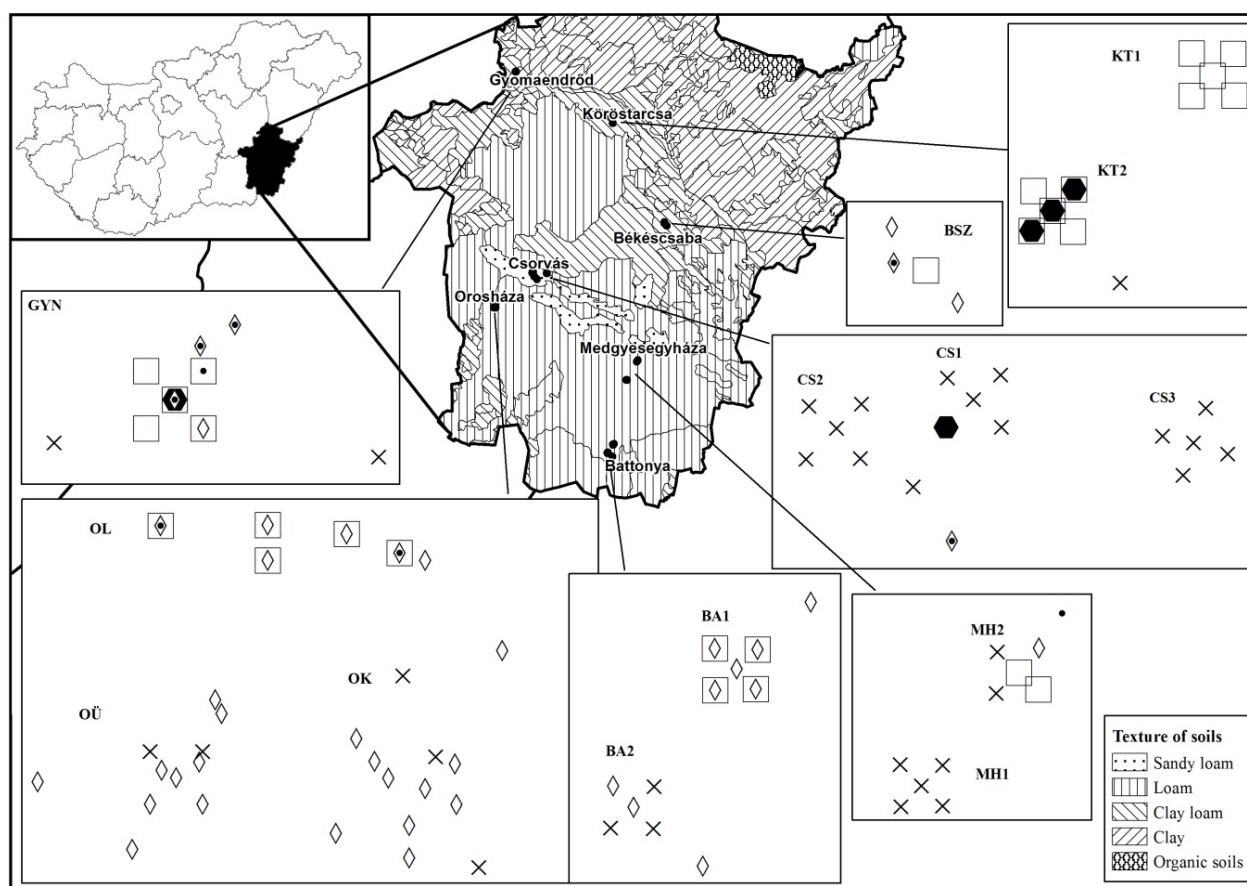 Gyomaendrőd
Köröstarcsa
Békéscsaba
Csorvás
Orosháza
Medgyesegyháza
Battonya
KT1
KT2
BSZ
GYN
CS1
CS2
CS3
OL
OK
OÜ
BA1
BA2
MH2
MH1
Texture of soils
Sandy loam
Loam
Clay loam
Clay
Organic soils